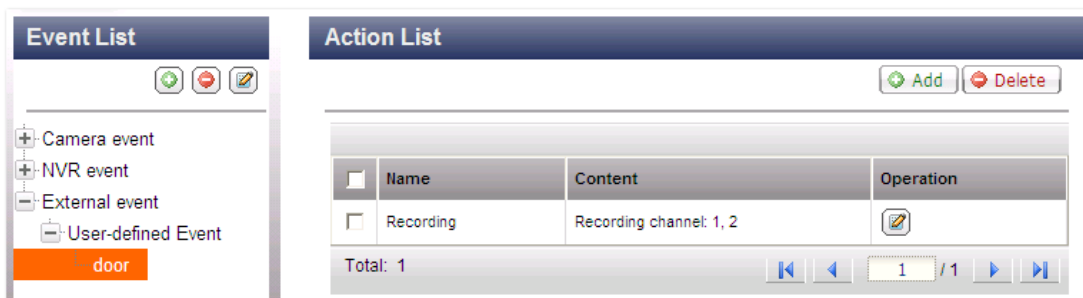 Event List
Action List
Add
Delete
Camera event
NVR event
External event
User-defined Event
door
Name Content Operation
Recording Recording channel: 1, 2
Total: 1
1 / 1